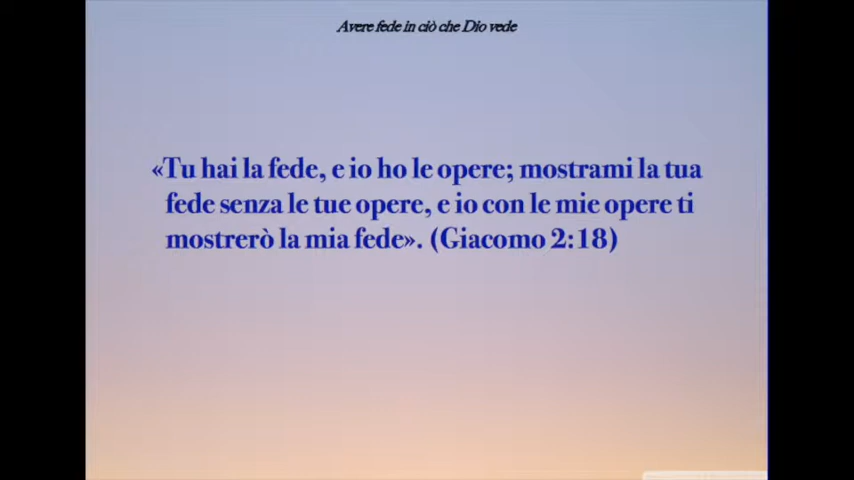 Avere fede in ciò che Dio vede
«Tu hai la fede, e io ho le opere; mostrami la tua
fede senza le tue opere, e io con le mie opere ti
mostrerò la mia fede». (Giacomo 2:18)